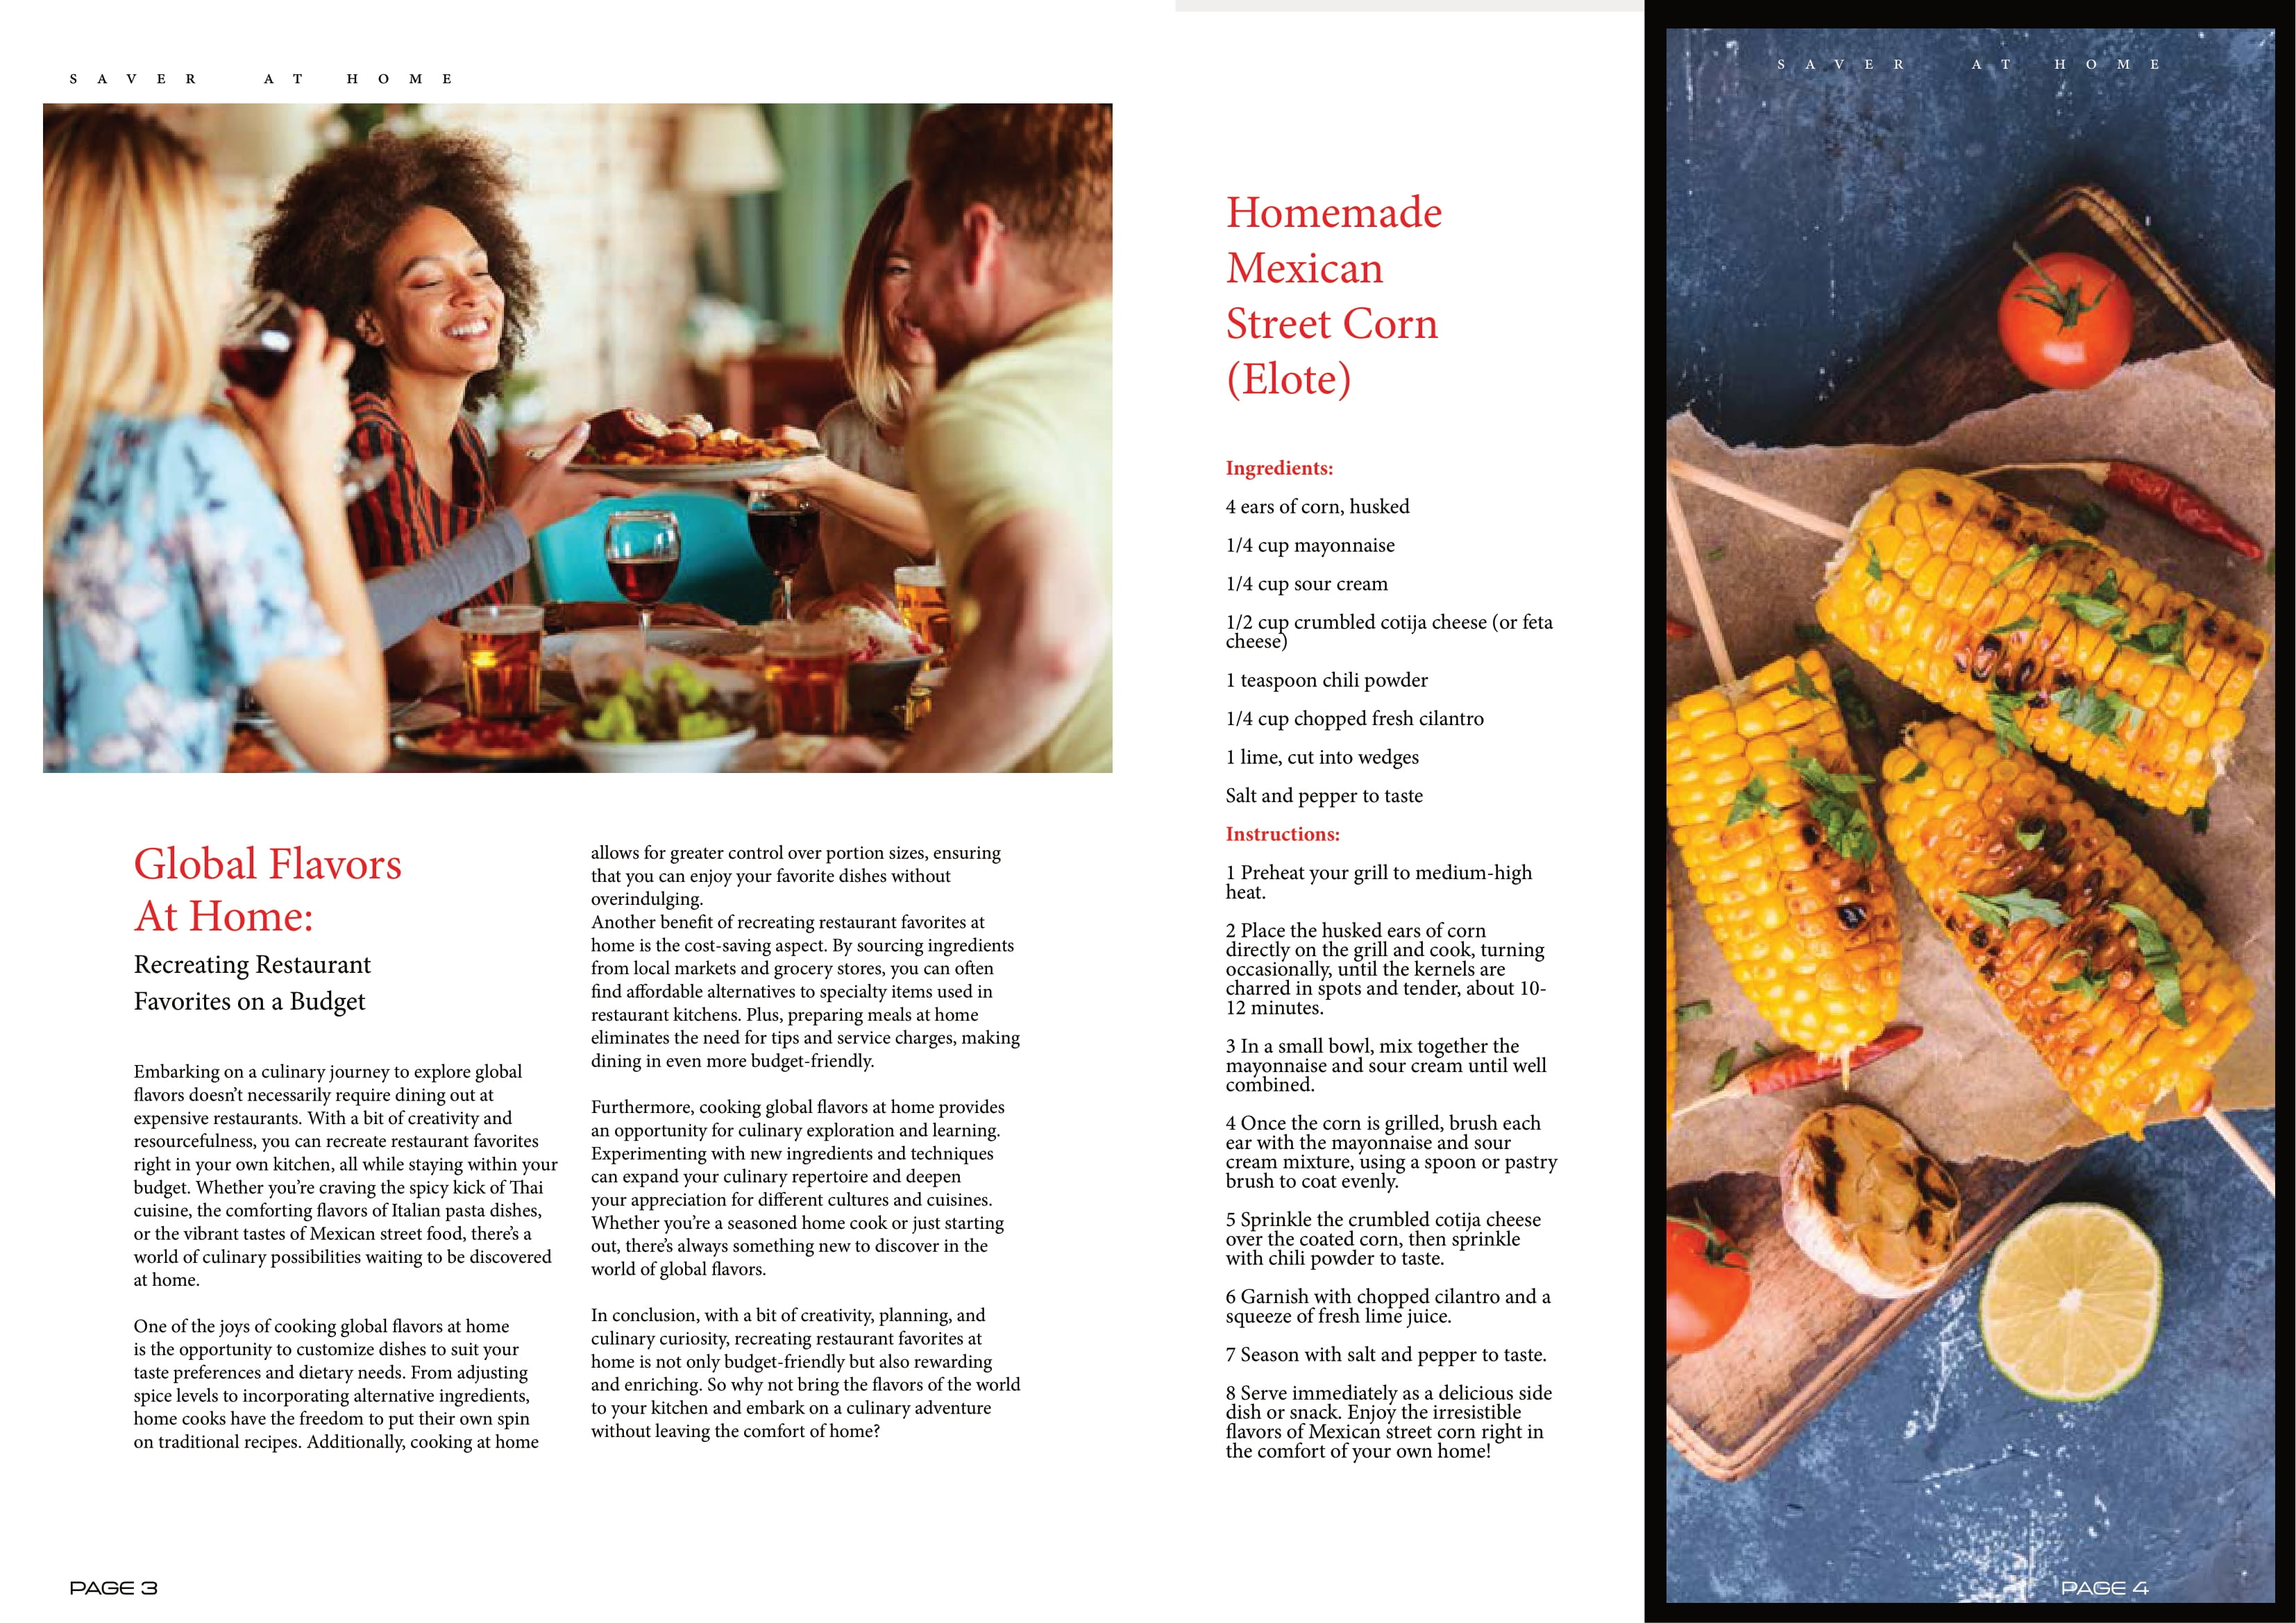 SAVER AT HOME
Global Flavors
At Home:
Recreating Restaurant
Favorites on a Budget
Embarking on a culinary journey to explore global
flavors doesn’t necessarily require dining out at
expensive restaurants. With a bit of creativity and
resourcefulness, you can recreate restaurant favorites
right in your own kitchen, all while staying within your
budget. Whether you’re craving the spicy kick of Thai
cuisine, the comforting flavors of Italian pasta dishes,
or the vibrant tastes of Mexican street food, there’s a
world of culinary possibilities waiting to be discovered
at home.
One of the joys of cooking global flavors at home
is the opportunity to customize dishes to suit your
taste preferences and dietary needs. From adjusting
spice levels to incorporating alternative ingredients,
home cooks have the freedom to put their own spin
on traditional recipes. Additionally, cooking at home
allows for greater control over portion sizes, ensuring
that you can enjoy your favorite dishes without
overindulging.
Another benefit of recreating restaurant favorites at
home is the cost-saving aspect. By sourcing ingredients
from local markets and grocery stores, you can often
find affordable alternatives to specialty items used in
restaurant kitchens. Plus, preparing meals at home
eliminates the need for tips and service charges, making
dining in even more budget-friendly.
Furthermore, cooking global flavors at home provides
an opportunity for culinary exploration and learning.
Experimenting with new ingredients and techniques
can expand your culinary repertoire and deepen
your appreciation for different cultures and cuisines.
Whether you’re a seasoned home cook or just starting
out, there’s always something new to discover in the
world of global flavors.
In conclusion, with a bit of creativity, planning, and
culinary curiosity, recreating restaurant favorites at
home is not only budget-friendly but also rewarding
and enriching. So why not bring the flavors of the world
to your kitchen and embark on a culinary adventure
without leaving the comfort of home?
PAGE 3
Homemade
Mexican
Street Corn
(Elote)
Ingredients:
4 ears of corn, husked
1/4 cup mayonnaise
1/4 cup sour cream
1/2 cup crumbled cotija cheese (or feta
cheese)
1 teaspoon chili powder
1/4 cup chopped fresh cilantro
1 lime, cut into wedges
Salt and pepper to taste
Instructions:
1 Preheat your grill to medium-high
heat.
2 Place the husked ears of corn
directly on the grill and cook, turning
occasionally, until the kernels are
charred in spots and tender, about 10-
12 minutes.
3 In a small bowl, mix together the
mayonnaise and sour cream until well
combined.
4 Once the corn is grilled, brush each
ear with the mayonnaise and sour
cream mixture, using a spoon or pastry
brush to coat evenly.
5 Sprinkle the crumbled cotija cheese
over the coated corn, then sprinkle
with chili powder to taste.
6 Garnish with chopped cilantro and a
squeeze of fresh lime juice.
7 Season with salt and pepper to taste.
8 Serve immediately as a delicious side
dish or snack. Enjoy the irresistible
flavors of Mexican street corn right in
the comfort of your own home!
SAVER AT HOME
PAGE 4